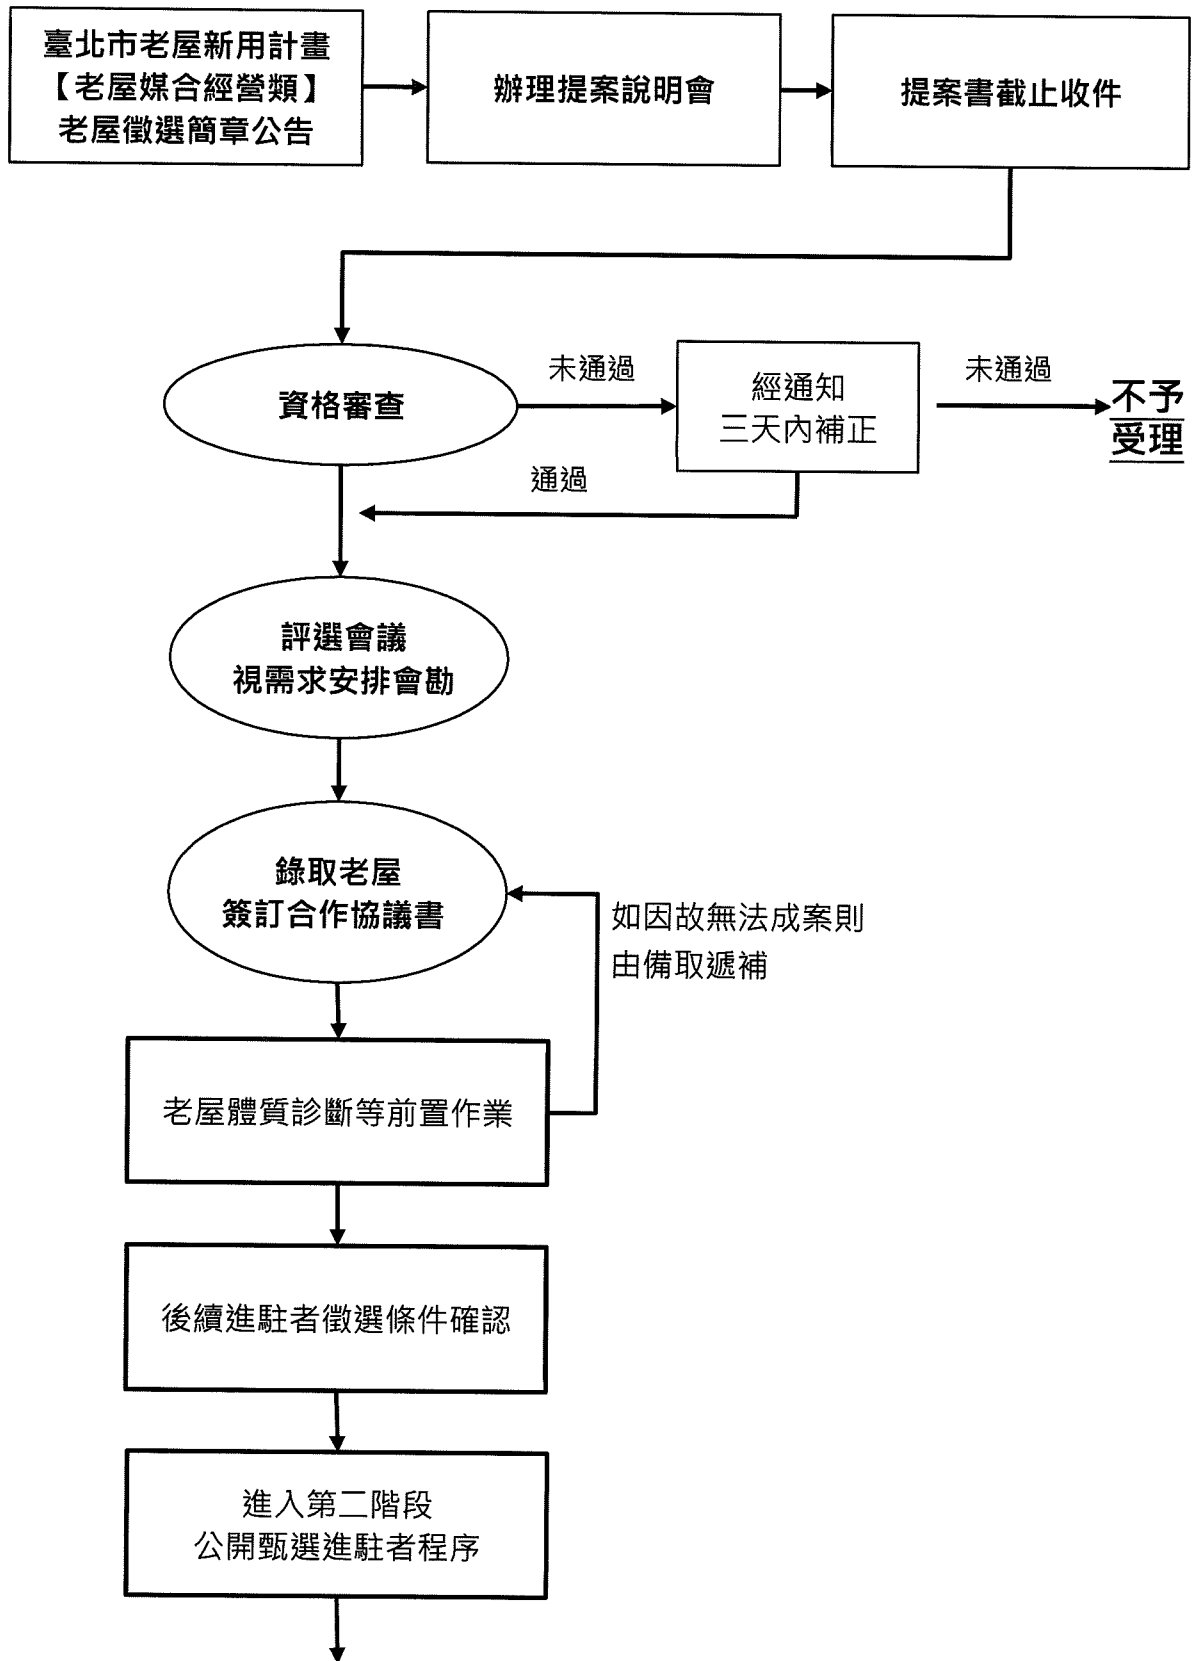 臺北市老屋新用計畫
【老屋媒合經營類】
老屋徵選簡章公告
辦理提案說明會
提案書截止收件
資格審查
未通過
經通知
三天內補正
未通過
不予
受理
通過
評選會議
視需求安排會勘
錄取老屋
簽訂合作協議書
如因故無法成案則
由備取遞補
老屋體質診斷等前置作業
後續進駐者徵選條件確認
進入第二階段
公開甄選進駐者程序